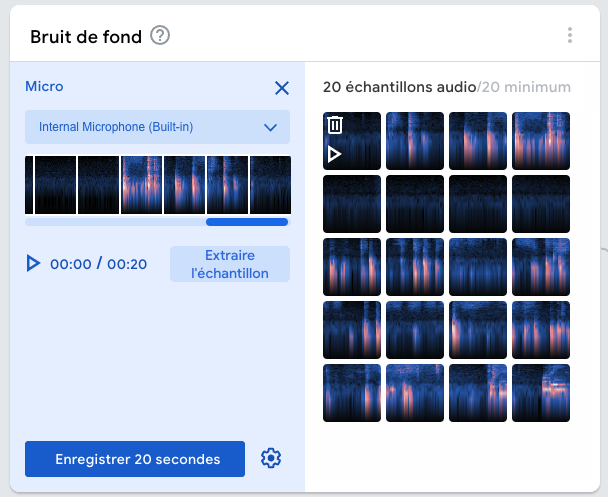 Bruit de fond ?
Micro
Internal Microphone (Built-in)
00:00 / 00:20
Extraire
l'échantillon
Enregistrer 20 secondes
20 échantillons audio/20 minimum